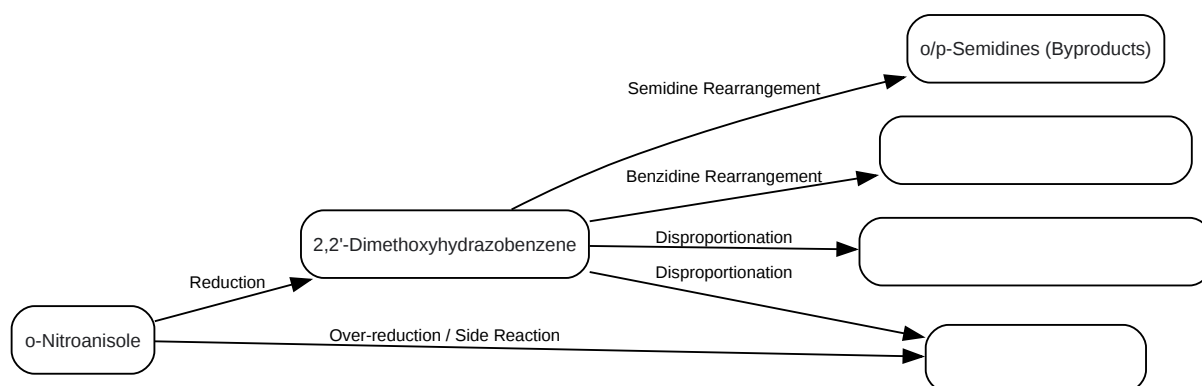 o/p-Semidines (Byproducts)
Semidine Rearrangement
Benzidine Rearrangement
2,2'-Dimethoxyhydrazobenzene
Disproportionation
Disproportionation
Reduction
o-Nitroanisole
Over-reduction / Side Reaction